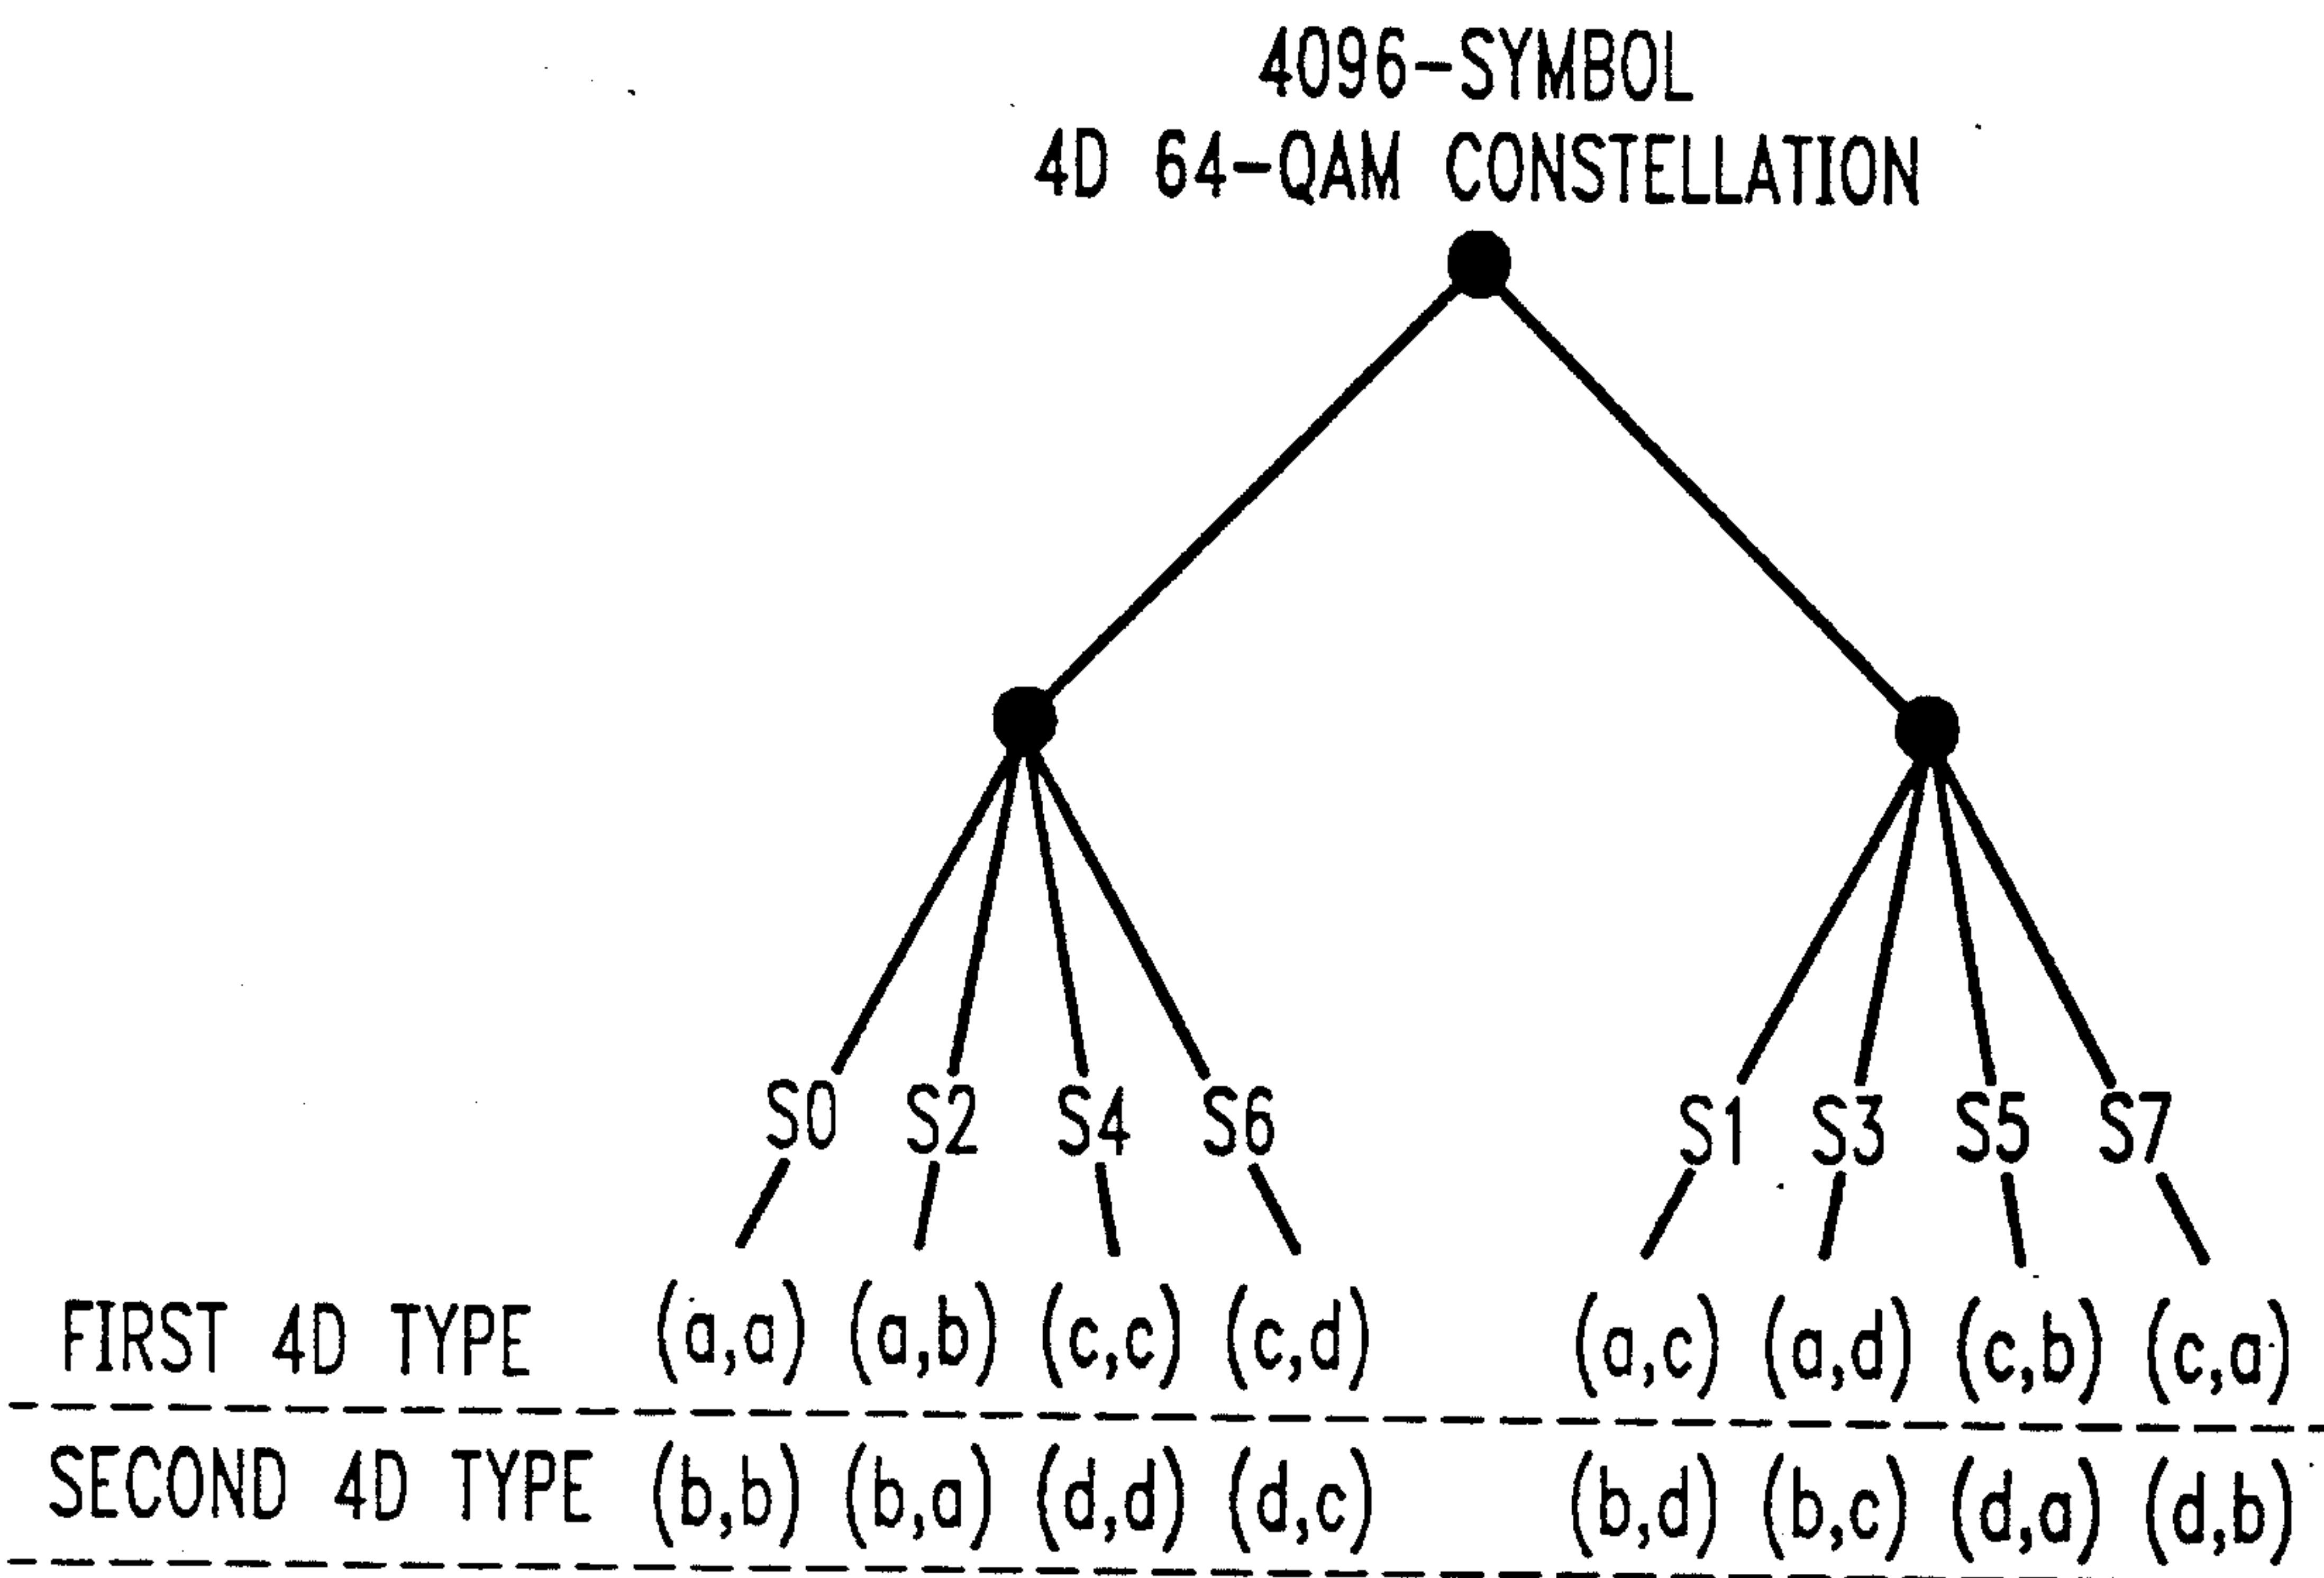 4096-SYMBOL
4D 64-QAM CONSTELLATION
S0 S2 S4 S6 S1 S3 S5 S7
FIRST 4D TYPE (a,a) (a,b) (c,c) (c,d) (a,c) (a,d) (c,b) (c,a)
SECOND 4D TYPE (b,b) (b,a) (d,d) (d,c) (b,d) (b,c) (d,a) (d,b)